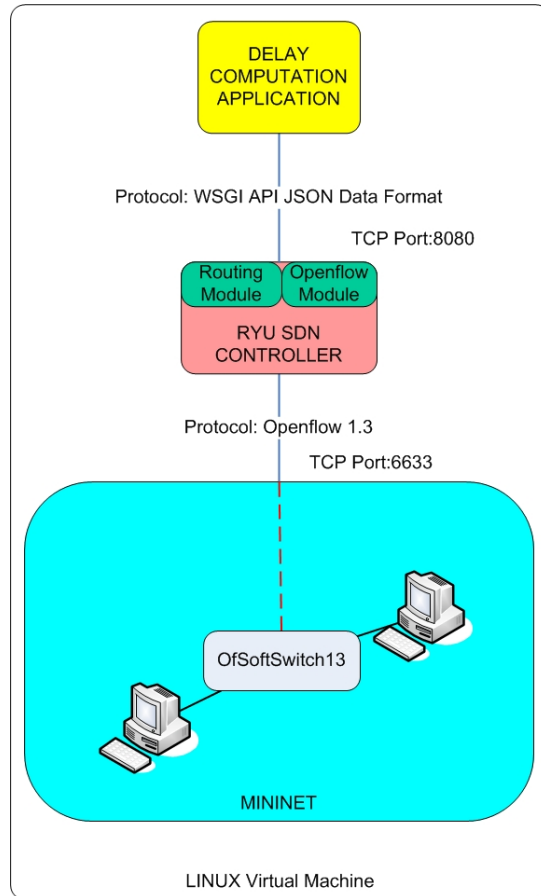 DELAY
COMPUTATION
APPLICATION
Protocol: WSGI API JSON Data Format
TCP Port:8080
Routing
Module
Openflow
Module
RYU SDN
CONTROLLER
Protocol: Openflow 1.3
TCP Port:6633
OfSoftSwitch13
MININET
LINUX Virtual Machine